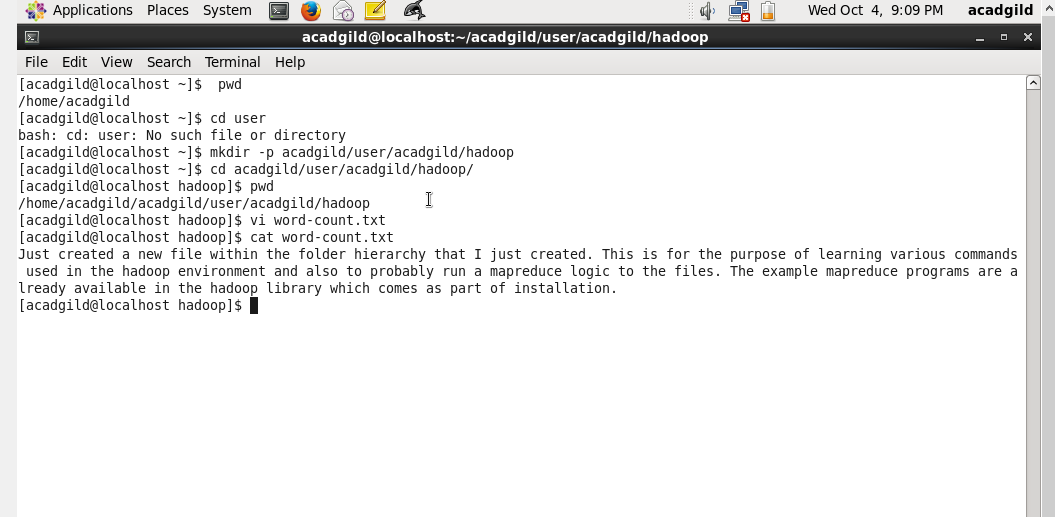 Applications Places System Wed Oct 4, 9:09 PM acadgild
acadgild@localhost:~/acadgild/user/acadgild/hadoop
File Edit View Search Terminal Help
[acadgild@localhost ~]$  pwd
/home/acadgild
[acadgild@localhost ~]$ cd user
bash: cd: user: No such file or directory
[acadgild@localhost ~]$ mkdir -p acadgild/user/acadgild/hadoop
[acadgild@localhost ~]$ cd acadgild/user/acadgild/hadoop/
[acadgild@localhost hadoop]$ pwd
/home/acadgild/acadgild/user/acadgild/hadoop
[acadgild@localhost hadoop]$ vi word-count.txt
[acadgild@localhost hadoop]$ cat word-count.txt
Just created a new file within the folder hierarchy that I just created. This is for the purpose of learning various commands
 used in the hadoop environment and also to probably run a mapreduce logic to the files. The example mapreduce programs are a
lready available in the hadoop library which comes as part of installation.
[acadgild@localhost hadoop]$